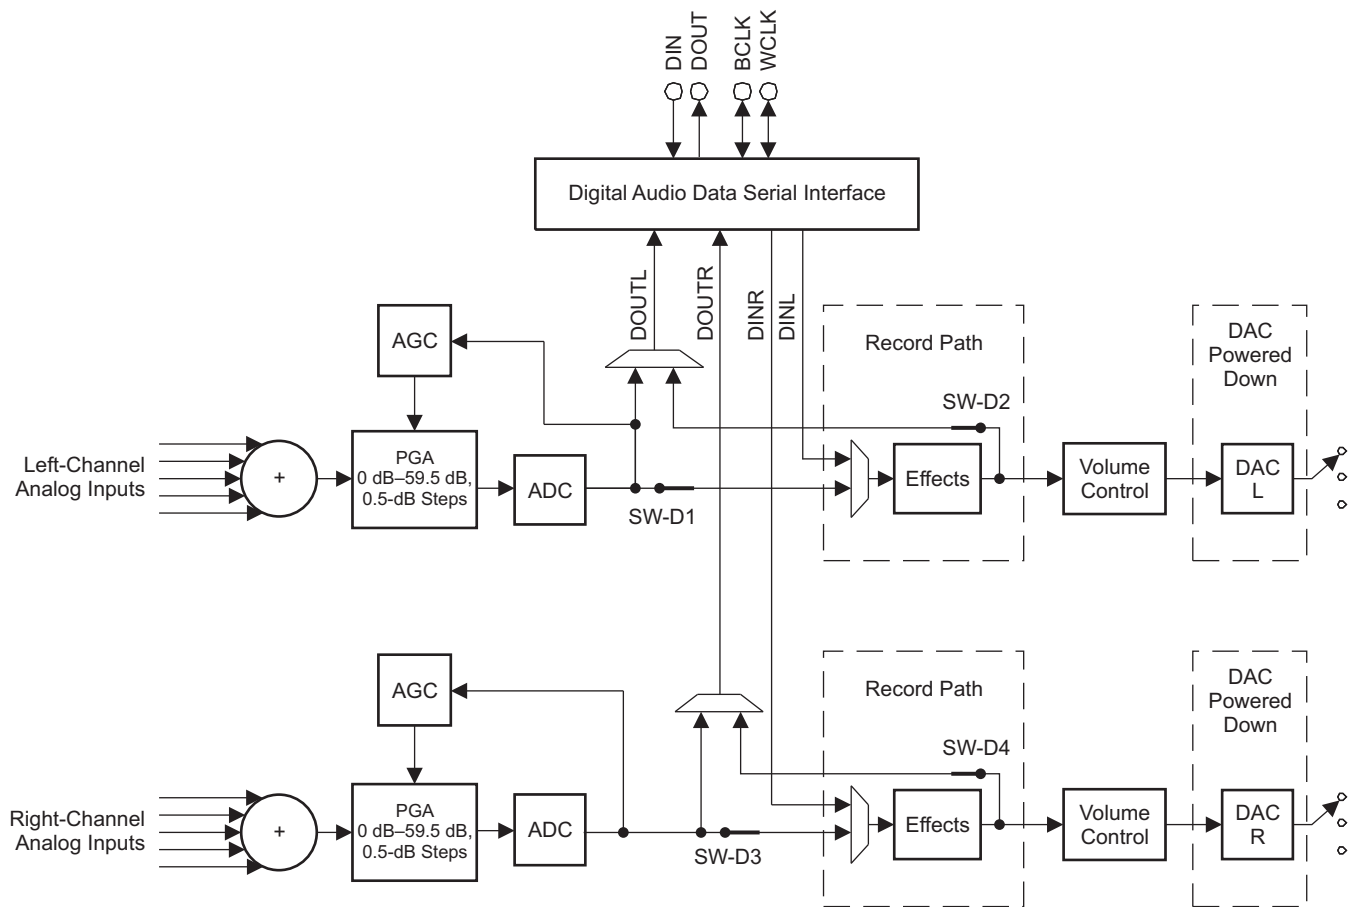 DIN
DOUT
BCLK
WCLK
Digital Audio Data Serial Interface
DOUTL
DOUTR
DINR
DINL
AGC
Record Path
DAC
Powered
Down
SW-D2
Left-Channel
Analog Inputs
+
PGA
0 dB–59.5 dB,
0.5-dB Steps
ADC
SW-D1
Effects
Volume
Control
DAC
L
AGC
Record Path
DAC
Powered
Down
SW-D4
Right-Channel
Analog Inputs
+
PGA
0 dB–59.5 dB,
0.5-dB Steps
ADC
SW-D3
Effects
Volume
Control
DAC
R